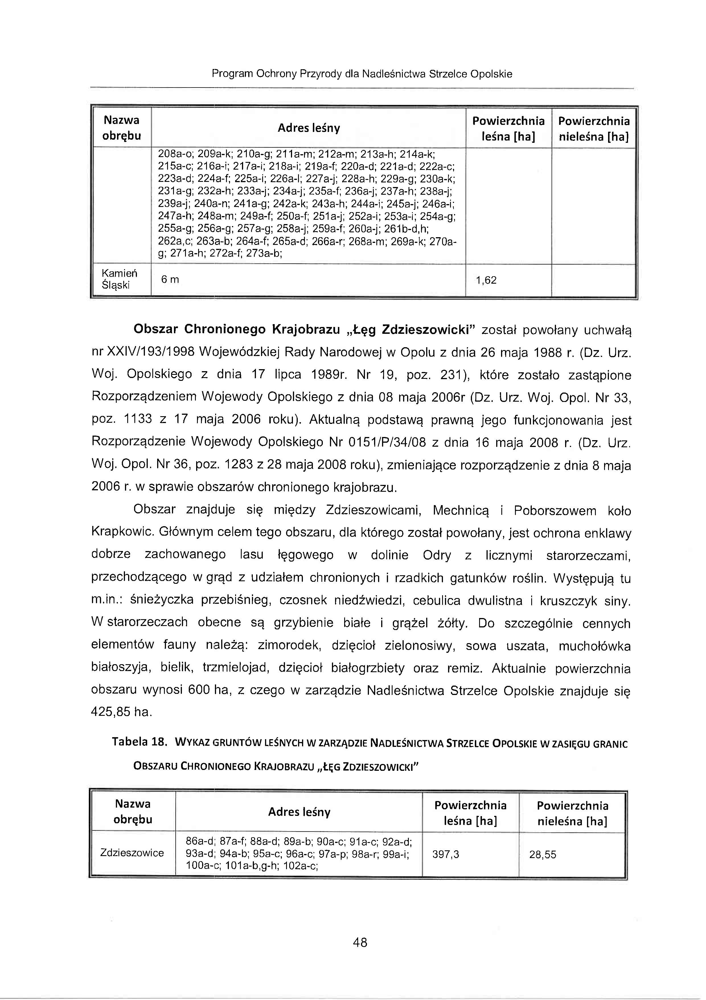 Program Ochrony Przyrody dla Nadleśnictwa Strzelce Opolskie
Nazwa obrębu
Adres leśny
Powierzchnia leśna [ha]
Powierzchnia nieleśna [ha]
208a-o; 209a-k; 210a-g; 211a-m; 212a-m; 213a-h; 214a-k;
215a-c; 216a-i; 217a-i; 218a-i; 219a-f; 220a-d; 221a-d; 222a-c;
223a-d; 224a-f; 225a-i; 226a-l; 227a-j; 228a-h; 229a-g; 230a-k;
231a-g; 232a-h; 233a-j; 234a-j; 235a-f; 236a-j; 237a-h; 238a-j;
239a-j; 240a-n; 241a-g; 242a-k; 243a-h; 244a-i; 245a-j; 246a-i;
247a-h; 248a-m; 249a-f; 250a-f; 251a-j; 252a-i; 253a-i; 254a-g;
255a-g; 256a-g; 257a-g; 258a-j; 259a-f; 260a-j; 261b-d,h;
262a,c; 263a-b; 264a-f; 265a-d; 266a-r; 268a-m; 269a-k; 270a-
g; 271a-h; 272a-f; 273a-b;
Kamień
Śląski
6 m
1,62
Obszar Chronionego Krajobrazu „Łęg Zdzieszowicki” został powołany uchwałą
nr XXIV/193/1998 Wojewódzkiej Rady Narodowej w Opolu z dnia 26 maja 1988 r. (Dz. Urz.
Woj. Opolskiego z dnia 17 lipca 1989r. Nr 19, poz. 231), które zostało zastąpione
Rozporządzeniem Wojewody Opolskiego z dnia 08 maja 2006r (Dz. Urz. Woj. Opol. Nr 33,
poz. 1133 z 17 maja 2006 roku). Aktualną podstawą prawną jego funkcjonowania jest
Rozporządzenie Wojewody Opolskiego Nr 0151/P/34/08 z dnia 16 maja 2008 r. (Dz. Urz.
Woj. Opol. Nr 36, poz. 1283 z 28 maja 2008 roku), zmieniające rozporządzenie z dnia 8 maja
2006 r. w sprawie obszarów chronionego krajobrazu.
Obszar znajduje się między Zdzieszowicami, Mechnicą i Poborszowem koło
Krapkowic. Głównym celem tego obszaru, dla którego został powołany, jest ochrona enklawy
dobrze zachowanego lasu łęgowego w dolinie Odry z licznymi starorzeczami,
przechodzącego w grąd z udziałem chronionych i rzadkich gatunków roślin. Występują tu
m.in.: śnieżyczka przebiśnieg, czosnek niedźwiedzi, cebulica dwulistna i kruszczyk siny.
W starorzeczach obecne są grzybienie białe i grążel żółty. Do szczególnie cennych
elementów fauny należą: zimorodek, dzięcioł zielonosiwy, sowa uszata, muchołówka
białoszyja, bielik, trzmielojad, dzięcioł białogrzbiety oraz remiz. Aktualnie powierzchnia
obszaru wynosi 600 ha, z czego w zarządzie Nadleśnictwa Strzelce Opolskie znajduje się
425,85 ha.
Tabela 18. Wykaz gruntów leśnych w zarządzie Nadleśnictwa Strzelce Opolskie w zasięgu granic
Obszaru Chronionego Krajobrazu „Łęg Zdzieszowicki”
Nazwa obrębu
Adres leśny
Powierzchnia leśna [ha]
Powierzchnia nieleśna [ha]
86a-d; 87a-f; 88a-d; 89a-b; 90a-c; 91a-c; 92a-d;
Zdzieszowice
93a-d; 94a-b; 95a-c; 96a-c; 97a-p; 98a-r; 99a-i;
397,3
28,55
100a-c; 101a-b,g-h; 102a-c;
48